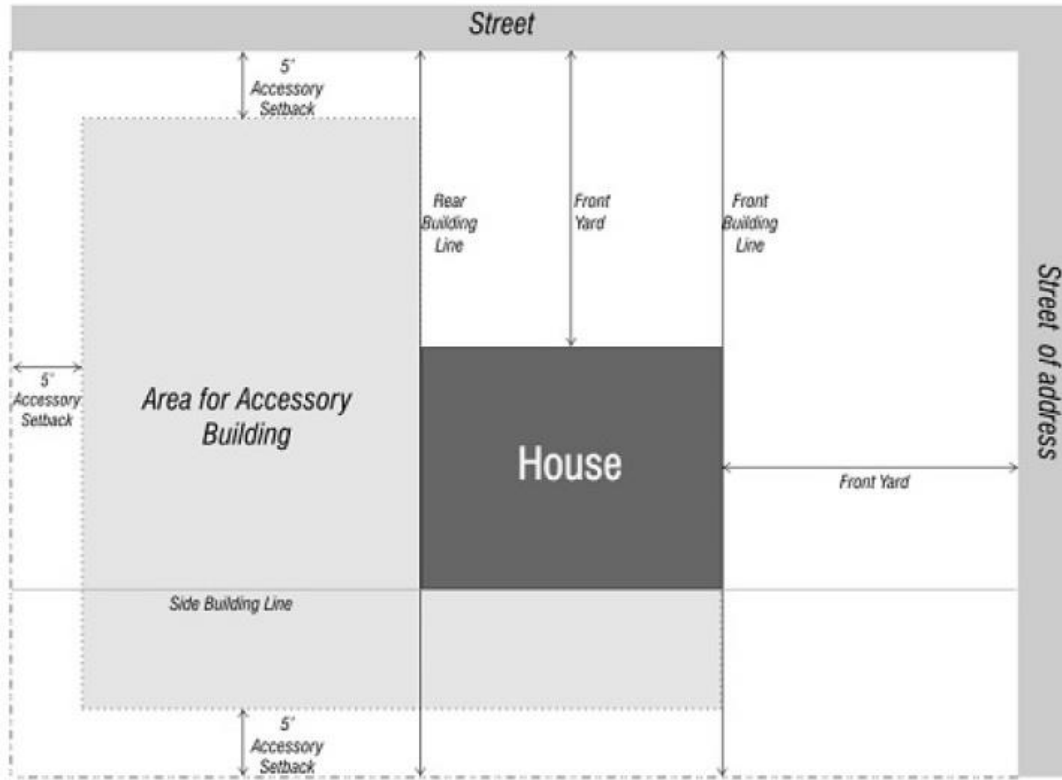 Street
5'
Accessory
Setback
Rear
Building
Line
Front
Yard
Front
Building
Line
Street of address
5'
Accessory
Setback
Area for Accessory
Building
House
Front Yard
Side Building Line
5'
Accessory
Setback